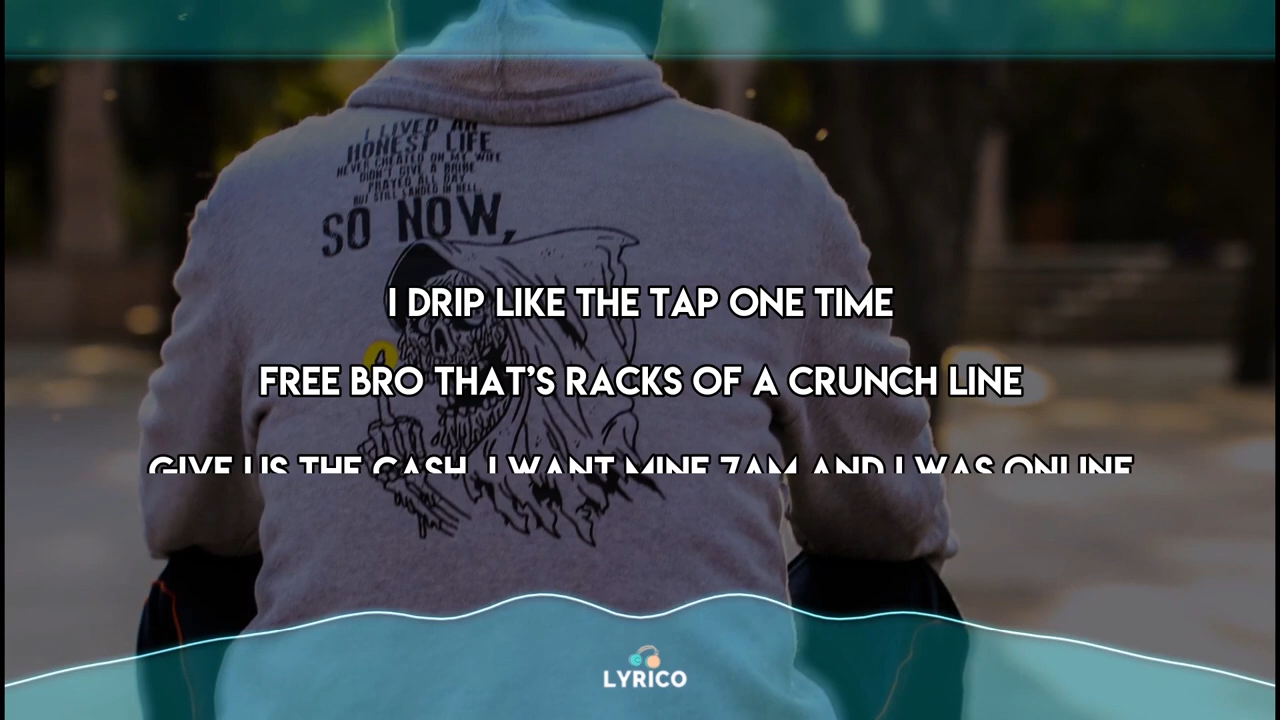 I LIVED AN
HONEST LIFE
NEVER CHEATED ON MY WIFE
DIDN'T GIVE A BRIBE
PRAYED ALL DAY
BUT STILL LANDED IN HELL
SO NOW,
I DRIP LIKE THE TAP ONE TIME
FREE BRO THAT'S RACKS OF A CRUNCH LINE
GIVE US THE CASH, I WANT MINE 7AM AND I WAS ONLINE
LYRICO